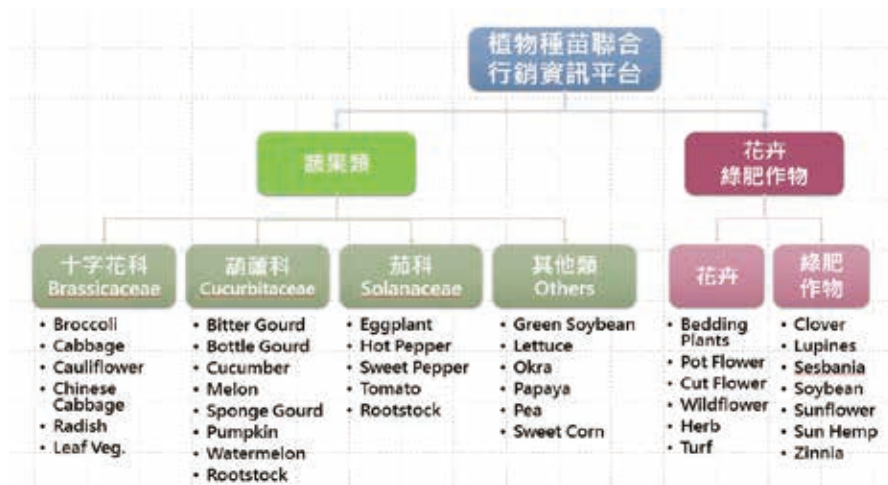 植物種苗聯合
行銷資訊平台
蔬果類
花卉
綠肥作物
十字花科
Brassicaceae
• Broccoli
• Cabbage
• Cauliflower
• Chinese
Cabbage
• Radish
• Leaf Veg.
葫蘆科
Cucurbitaceae
• Bitter Gourd
• Bottle Gourd
• Cucumber
• Melon
• Sponge Gourd
• Pumpkin
• Watermelon
• Rootstock
茄科
Solanaceae
• Eggplant
• Hot Pepper
• Sweet Pepper
• Tomato
• Rootstock
其他類
Others
• Green Soybean
• Lettuce
• Okra
• Papaya
• Pea
• Sweet Corn
花卉
• Bedding
Plants
• Pot Flower
• Cut Flower
• Wildflower
• Herb
• Turf
綠肥
作物
• Clover
• Lupines
• Sesbania
• Soybean
• Sunflower
• Sun Hemp
• Zinnia